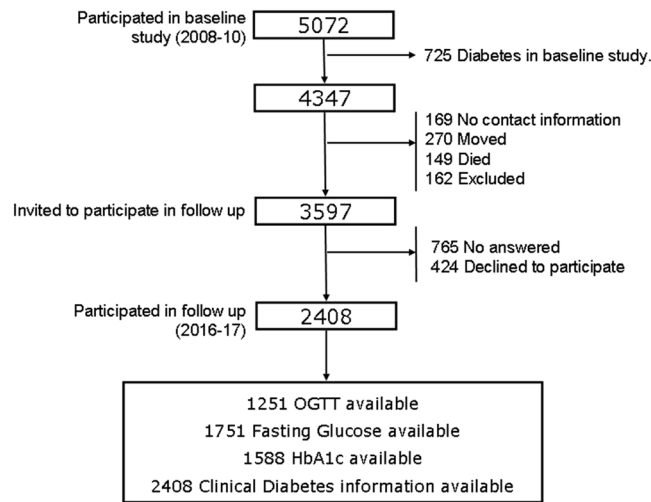 Participated in baseline
study (2008-10)
5072
725 Diabetes in baseline study.
4347
169 No contact information
270 Moved
149 Died
162 Excluded
Invited to participate in follow up
3597
765 No answered
424 Declined to participate
Participated in follow up
(2016-17)
2408
1251 OGTT available
1751 Fasting Glucose available
1588 HbA1c available
2408 Clinical Diabetes information available